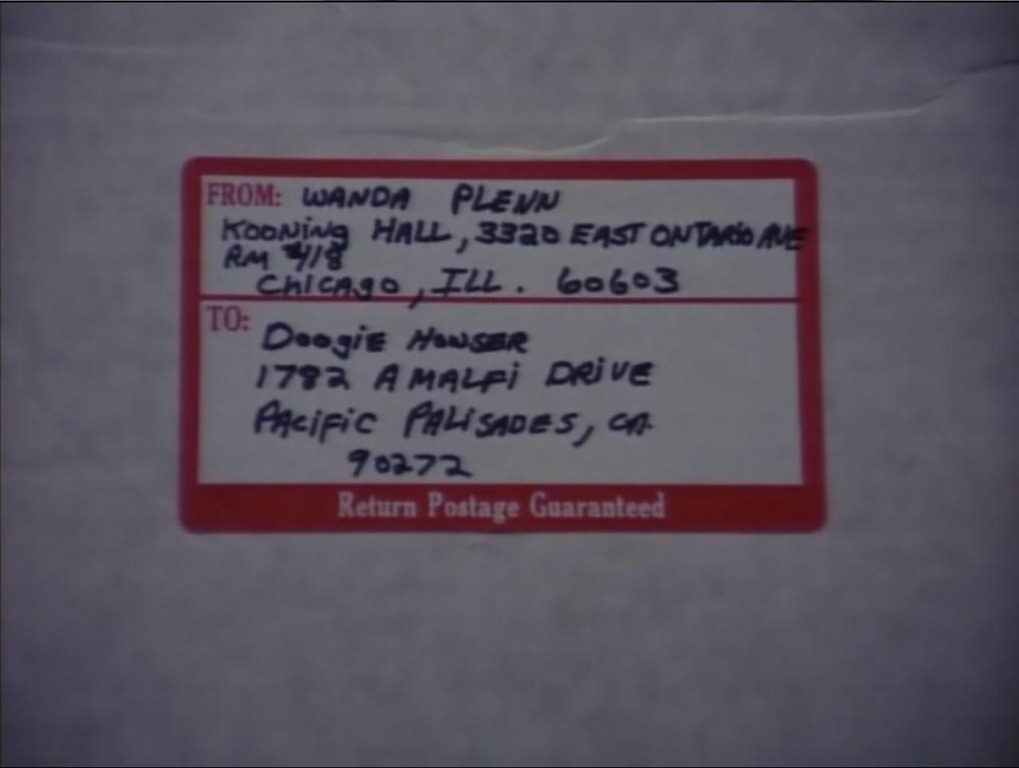 FROM: WANDA PLENN
KOONING HALL, 3320 EAST ONTARIO AVE
RM #418
CHICAGO, ILL. 60603
TO:
DOOGIE HOWSER
1782 AMALFI DRIVE
PACIFIC PALISADES, CA.
90272
Return Postage Guaranteed